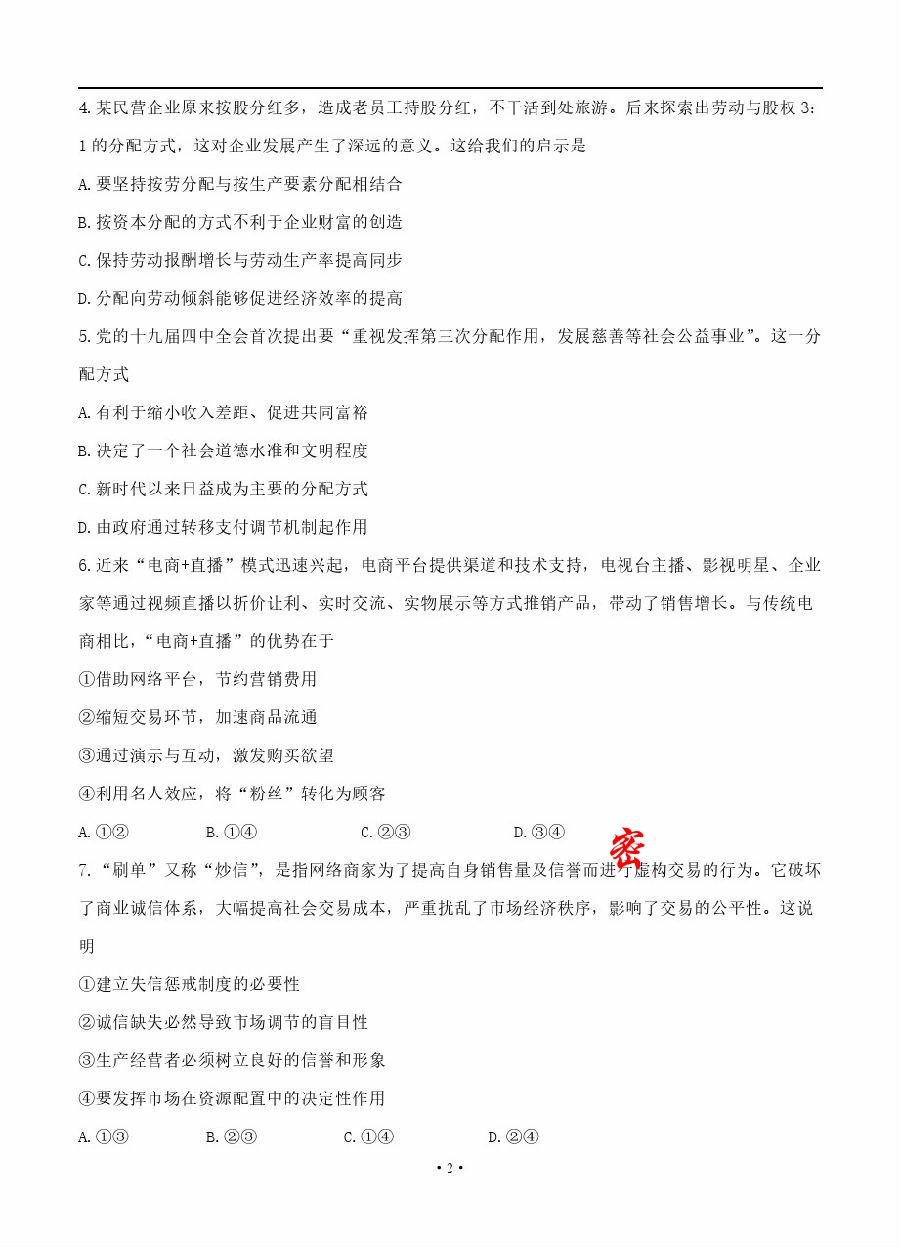 4. 某民营企业原来按股分红多，造成老员工持股分红，不干活到处旅游。后来探索出劳动与股权 3：
1 的分配方式，这对企业发展产生了深远的意义。这给我们的启示是
A. 要坚持按劳分配与按生产要素分配相结合
B. 按资本分配的方式不利于企业财富的创造
C. 保持劳动报酬增长与劳动生产率提高同步
D. 分配向劳动倾斜能够促进经济效率的提高
5. 党的十九届四中全会首次提出要“重视发挥第三次分配作用，发展慈善等社会公益事业”。这一分
配方式
A. 有利于缩小收入差距、促进共同富裕
B. 决定了一个社会道德水准和文明程度
C. 新时代以来日益成为主要的分配方式
D. 由政府通过转移支付调节机制起作用
6. 近来“电商+直播”模式迅速兴起，电商平台提供渠道和技术支持，电视台主播、影视明星、企业
家等通过视频直播以折价让利、实时交流、实物展示等方式推销产品，带动了销售增长。与传统电
商相比，“电商+直播”的优势在于
①借助网络平台，节约营销费用
②缩短交易环节，加速商品流通
③通过演示与互动，激发购买欲望
④利用名人效应，将“粉丝”转化为顾客
A. ①② B. ①④ C. ②③ D. ③④
密
7. “刷单”又称“炒信”，是指网络商家为了提高自身销售量及信誉而进行虚构交易的行为。它破坏
了商业诚信体系，大幅提高社会交易成本，严重扰乱了市场经济秩序，影响了交易的公平性。这说
明
①建立失信惩戒制度的必要性
②诚信缺失必然导致市场调节的盲目性
③生产经营者必须树立良好的信誉和形象
④要发挥市场在资源配置中的决定性作用
A. ①③ B. ②③ C. ①④ D. ②④
• 2 •